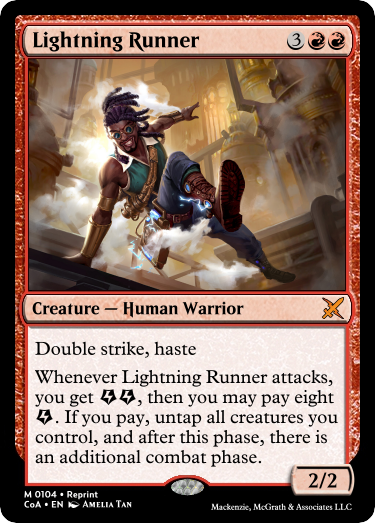 Lightning Runner 3
Creature — Human Warrior
Double strike, haste
Whenever Lightning Runner attacks,
you get , then you may pay eight
. If you pay, untap all creatures you
control, and after this phase, there is
an additional combat phase.
2/2
M 0104 • Reprint
CoA • EN AMELIA TAN
Mackenzie, McGrath & Associates LLC